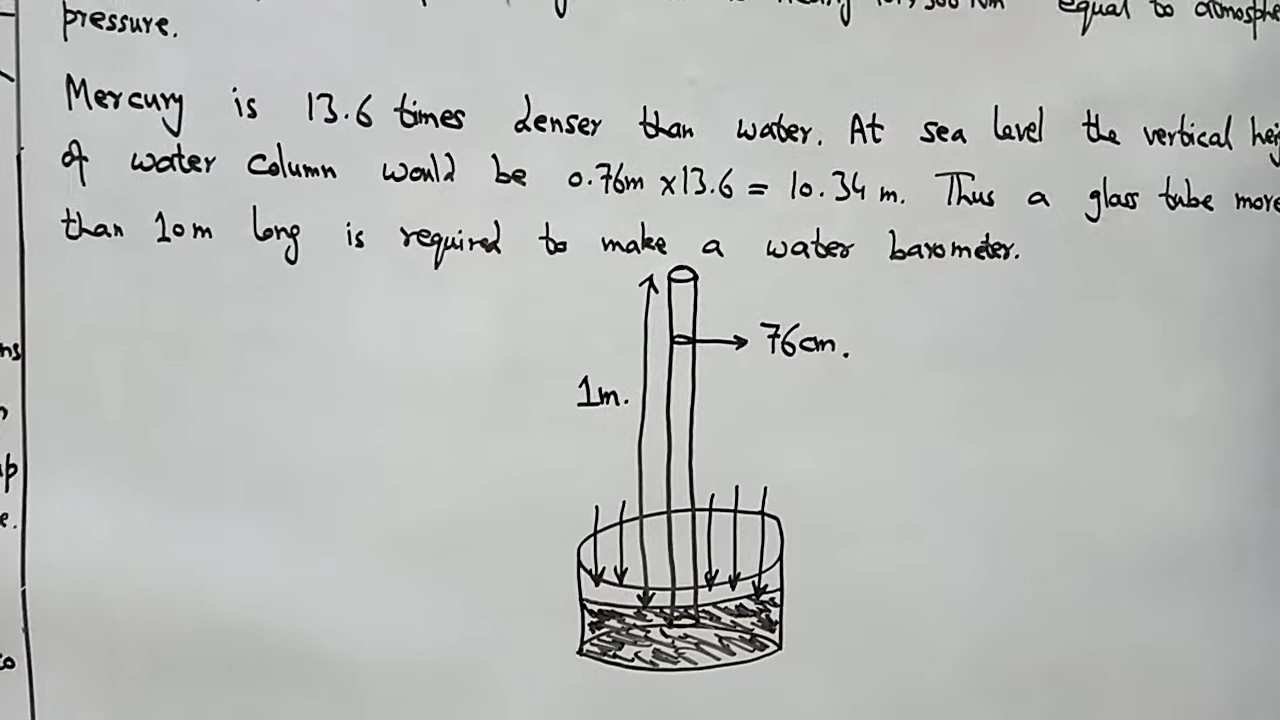 equal to
pressure.
Mercury is 13.6 times denser than water. At sea level the vertical
of water column would be 0.76m x 13.6 = 10.34 m. Thus a glass tube more
than 10m long is required to make a water barometer.
76cm.
1m.